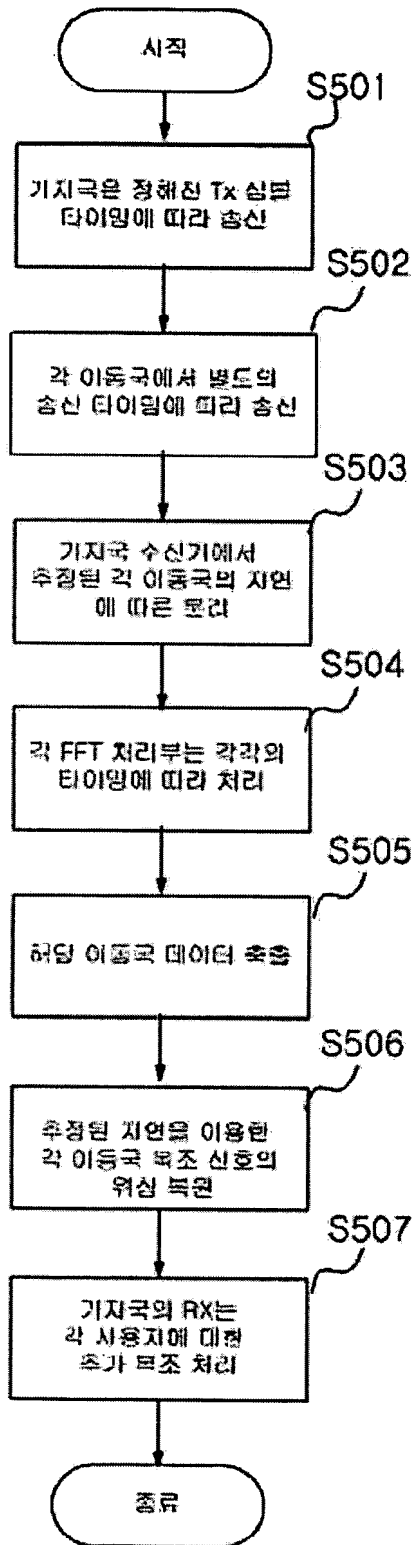 시작
S501
기지국은 정해진 Tx 심볼
타이밍에 따라 송신
S502
각 이동국에서 별도의
송신 타이밍에 따라 송신
S503
기지국 수신기에서
추정된 각 이동국의 지연
에 따른 분리
S504
각 FFT 처리부는 각각의
타이밍에 따라 처리
S505
해당 이동국 데이터 추출
S506
추정된 지연을 이용한
각 이동국 복조 신호의
위상 복원
S507
기지국의 RX는
각 사용자에 대한
추가 복조 처리
종료